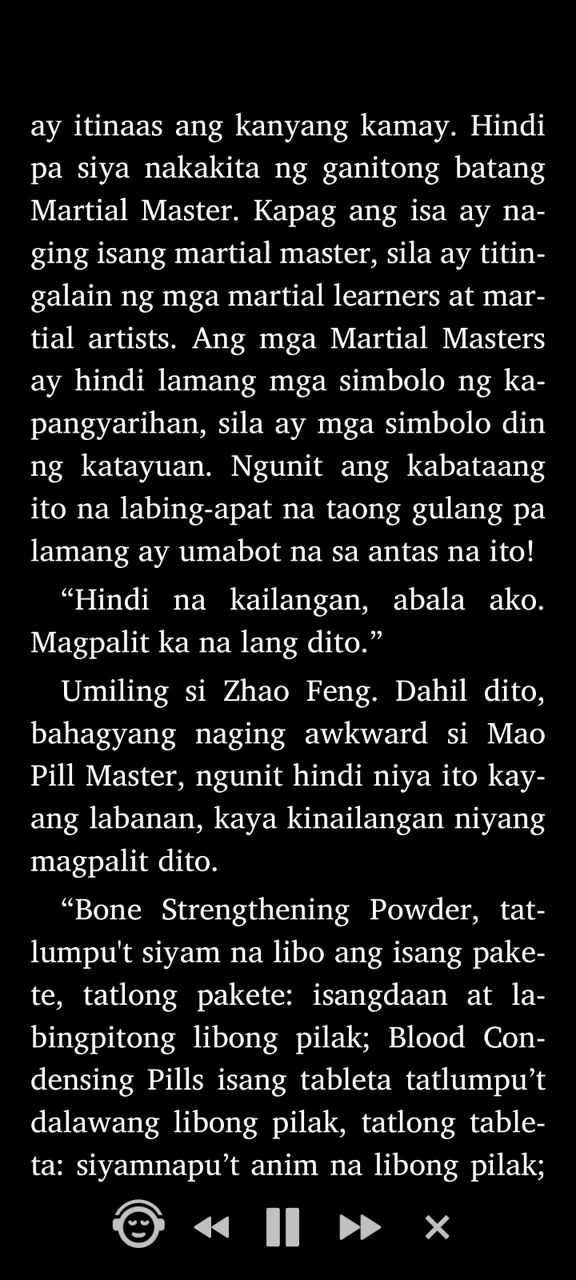 ay itinaas ang kanyang kamay. Hindi
pa siya nakakita ng ganitong batang
Martial Master. Kapag ang isa ay na-
ging isang martial master, sila ay titin-
galain ng mga martial learners at mar-
tial artists. Ang mga Martial Masters
ay hindi lamang mga simbolo ng ka-
pangyarihan, sila ay mga simbolo din
ng katayuan. Ngunit ang kabataang
ito na labing-apat na taong gulang pa
lamang ay umabot na sa antas na ito!
“Hindi na kailangan, abala ako.
Magpalit ka na lang dito.”
Umiling si Zhao Feng. Dahil dito,
bahagyang naging awkward si Mao
Pill Master, ngunit hindi niya ito kay-
ang labanan, kaya kinailangan niyang
magpalit dito.
“Bone Strengthening Powder, tat-
lumpu't siyam na libo ang isang pake-
te, tatlong pakete: isangdaan at la-
bingpitong libong pilak; Blood Con-
densing Pills isang tableta tatlumpu’t
dalawang libong pilak, tatlong table-
ta: siyamnapu’t anim na libong pilak;